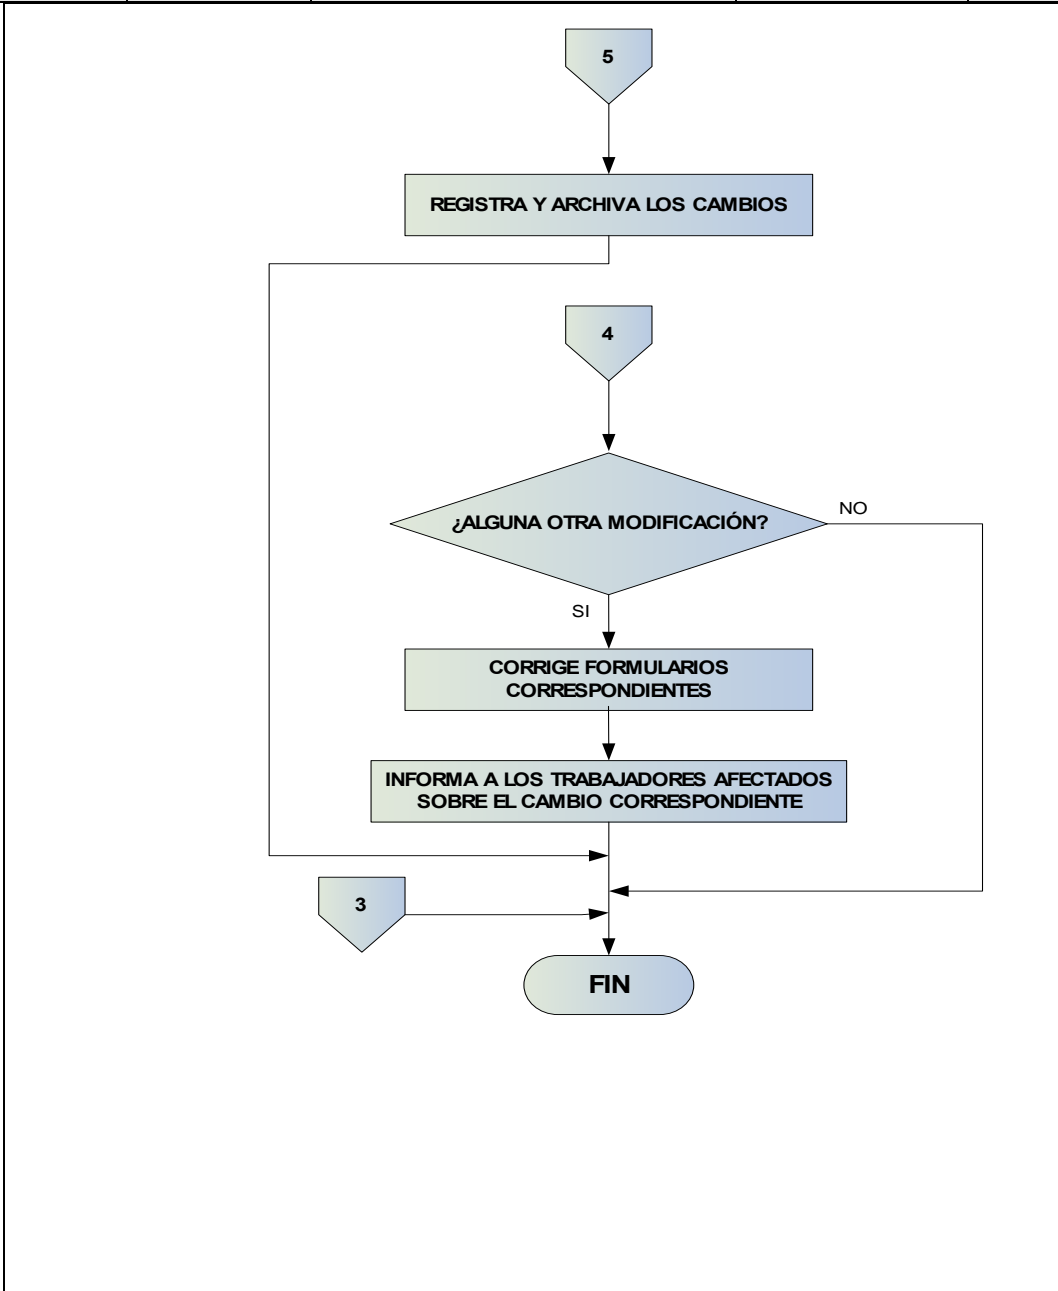 5
REGISTRA Y ARCHIVA LOS CAMBIOS
4
¿ALGUNA OTRA MODIFICACIÓN?
NO
SI
CORRIGE FORMULARIOS
CORRESPONDIENTES
INFORMA A LOS TRABAJADORES AFECTADOS
SOBRE EL CAMBIO CORRESPONDIENTE
3
FIN